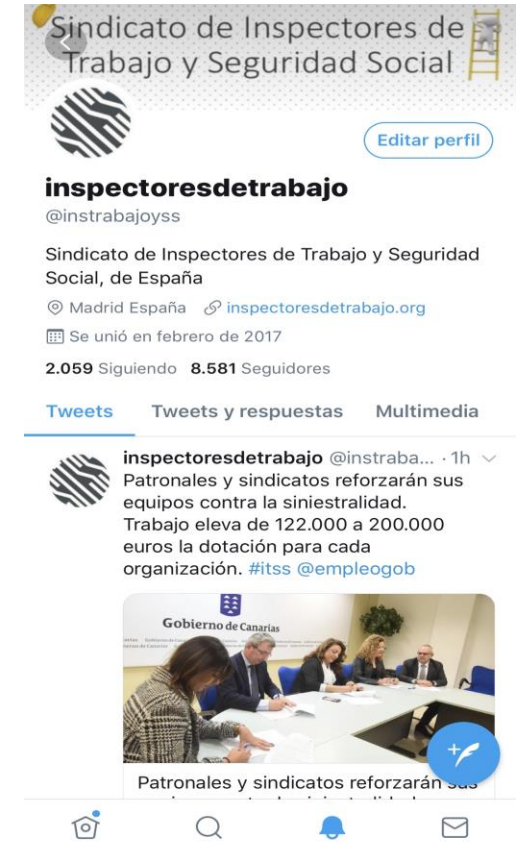 Sindicato de Inspectores de
Trabajo y Seguridad Social
Editar perfil
inspectoresdetrabajo
@instrabajoyss
Sindicato de Inspectores de Trabajo y Seguridad
Social, de España
Madrid España inspectoresdetrabajo.org
Se unió en febrero de 2017
2.059 Siguiendo 8.581 Seguidores
Tweets Tweets y respuestas Multimedia
inspectoresdetrabajo @instraba... · 1h
Patronales y sindicatos reforzarán sus
equipos contra la siniestralidad.
Trabajo eleva de 122.000 a 200.000
euros la dotación para cada
organización. #itss @empleogob
Gobierno de Canarias
Patronales y sindicatos reforzarán sus